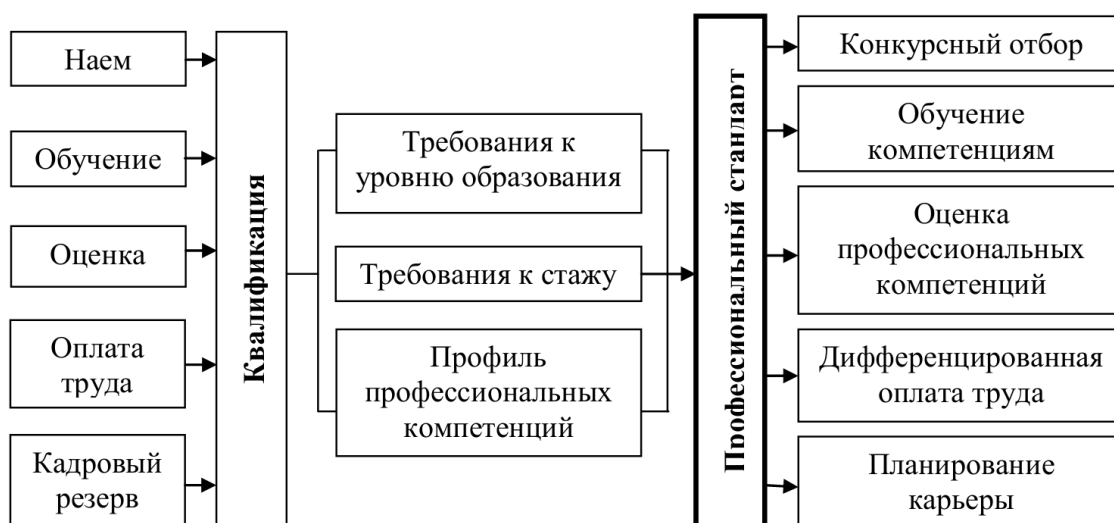 Наем
Обучение
Оценка
Оплата
труда
Кадровый
резерв
Квалификация
Требования к
уровню образования
Требования к стажу
Профиль
профессиональных
компетенций
Профессиональный стандарт
Конкурсный отбор
Обучение
компетенциям
Оценка
профессиональных
компетенций
Дифференцированная
оплата труда
Планирование
карьеры